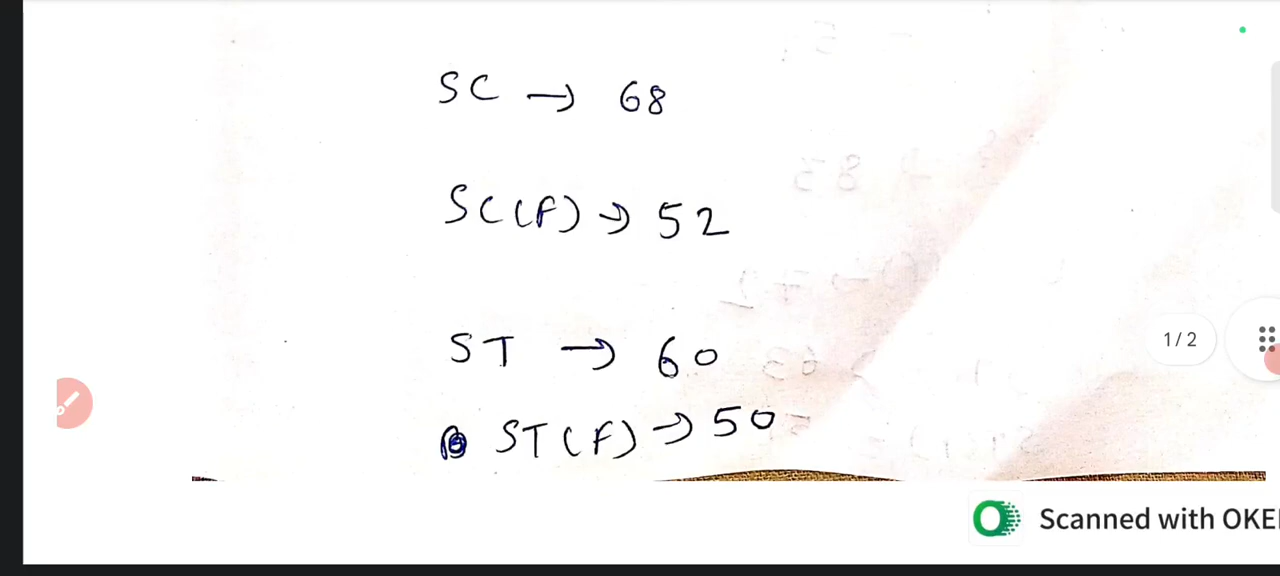 SC → 68
SC(F) → 52
ST → 60
1/2
ST(F) → 50
Scanned with OKE